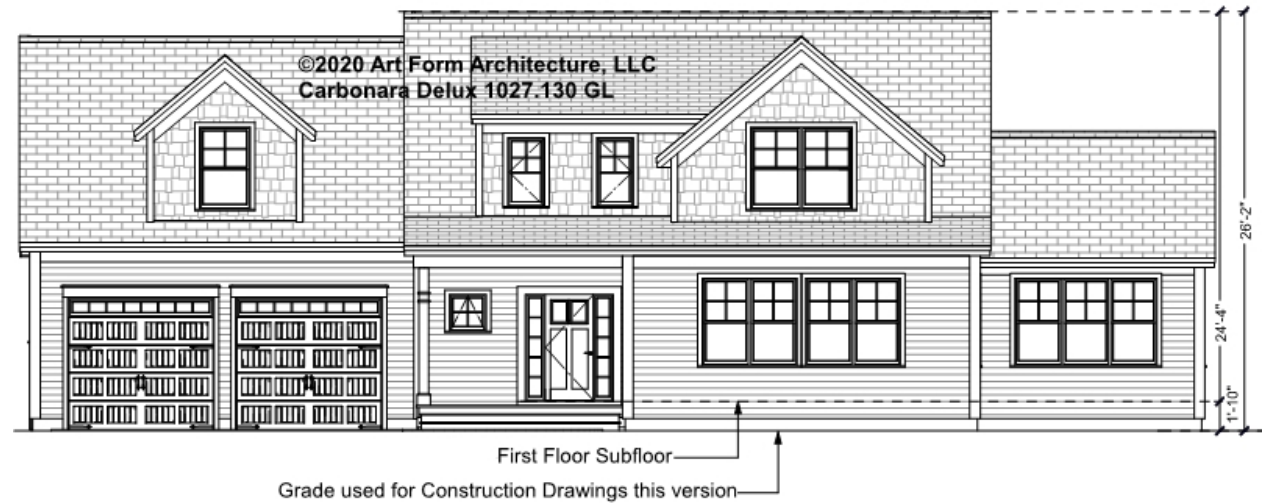 ©2020 Art Form Architecture, LLC
Carbonara Delux 1027.130 GL
26'-2"
24'-4"
1'-10"
First Floor Subfloor
Grade used for Construction Drawings this version